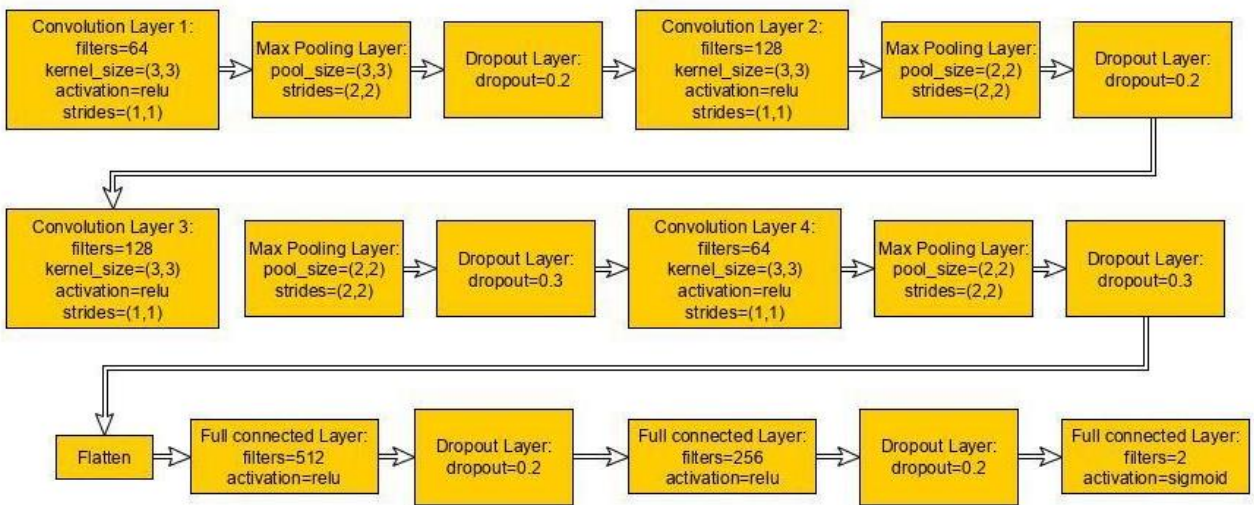 Convolution Layer 1:
filters=64
kernel_size=(3,3)
activation=relu
strides=(1,1)
Max Pooling Layer:
pool_size=(3,3)
strides=(2,2)
Dropout Layer:
dropout=0.2
Convolution Layer 2:
filters=128
kernel_size=(3,3)
activation=relu
strides=(1,1)
Max Pooling Layer:
pool_size=(2,2)
strides=(2,2)
Dropout Layer:
dropout=0.2
Convolution Layer 3:
filters=128
kernel_size=(3,3)
activation=relu
strides=(1,1)
Max Pooling Layer:
pool_size=(2,2)
strides=(2,2)
Dropout Layer:
dropout=0.3
Convolution Layer 4:
filters=64
kernel_size=(3,3)
activation=relu
strides=(1,1)
Max Pooling Layer:
pool_size=(2,2)
strides=(2,2)
Dropout Layer:
dropout=0.3
Flatten
Full connected Layer:
filters=512
activation=relu
Dropout Layer:
dropout=0.2
Full connected Layer:
filters=256
activation=relu
Dropout Layer:
dropout=0.2
Full connected Layer:
filters=2
activation=sigmoid